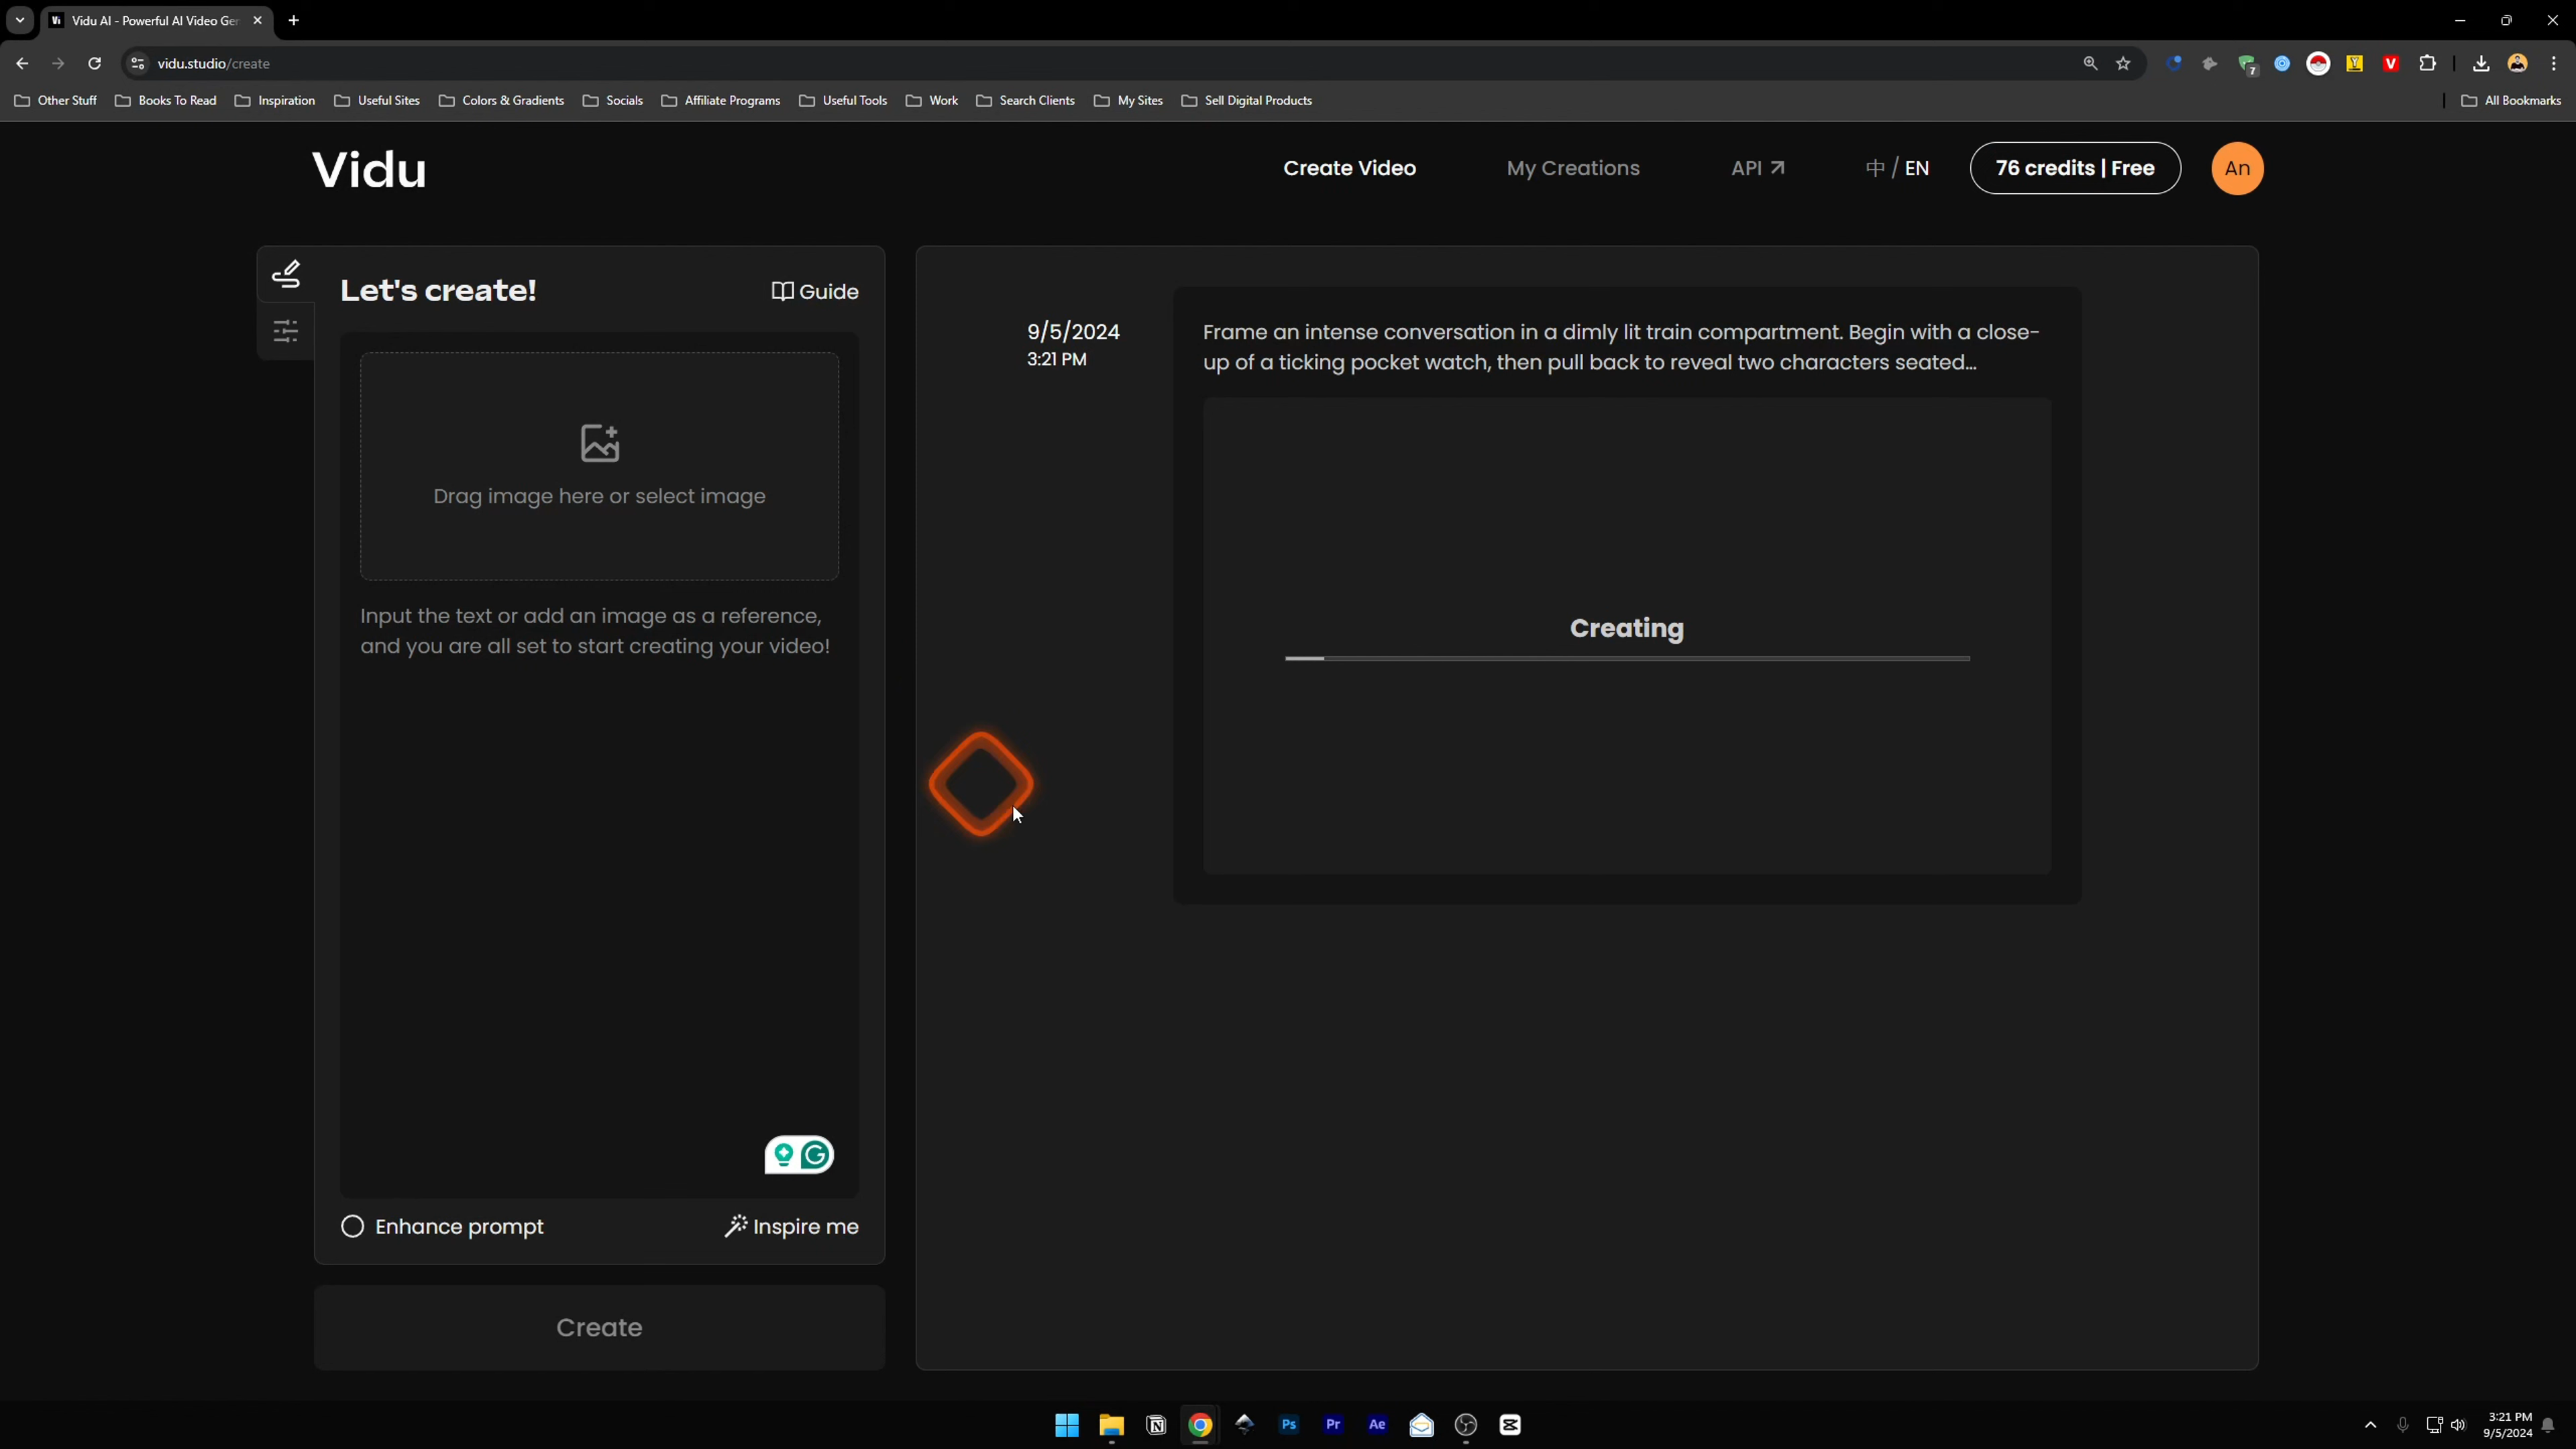 Vidu AI - Powerful AI Video Ger
vidu.studio/create
7
Other Stuff
Books To Read
Inspiration
Useful Sites
Colors & Gradients
Socials
Affiliate Programs
Useful Tools
Work
Search Clients
My Sites
Sell Digital Products
All Bookmarks
Vidu
Create Video
My Creations
API
中 / EN
76 credits | Free
An
Let's create!
Guide
Drag image here or select image
Input the text or add an image as a reference,
and you are all set to start creating your video!
Enhance prompt
Inspire me
Create
9/5/2024
3:21 PM
Frame an intense conversation in a dimly lit train compartment. Begin with a close-
up of a ticking pocket watch, then pull back to reveal two characters seated...
Creating
Ps
Pr
Ae
3:21 PM
9/5/2024